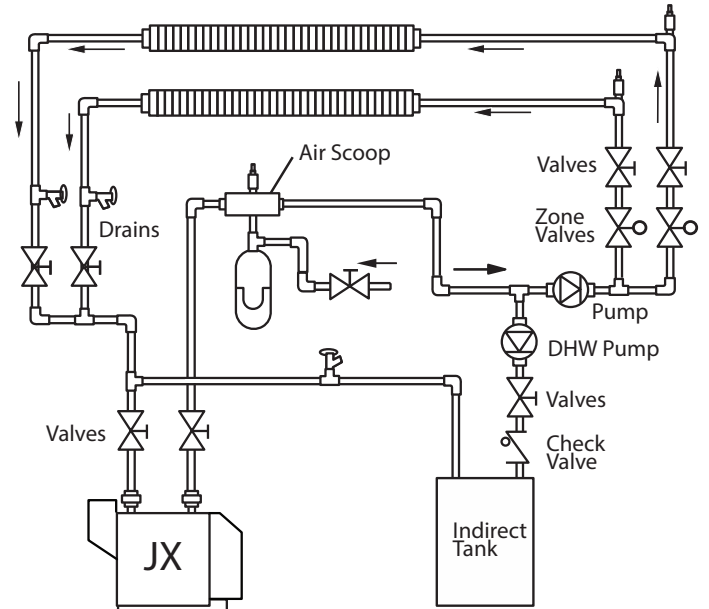 Air Scoop
Valves
Drains
Zone
Valves
Pump
DHW Pump
Valves
Valves
Check
Valve
JX
Indirect
Tank